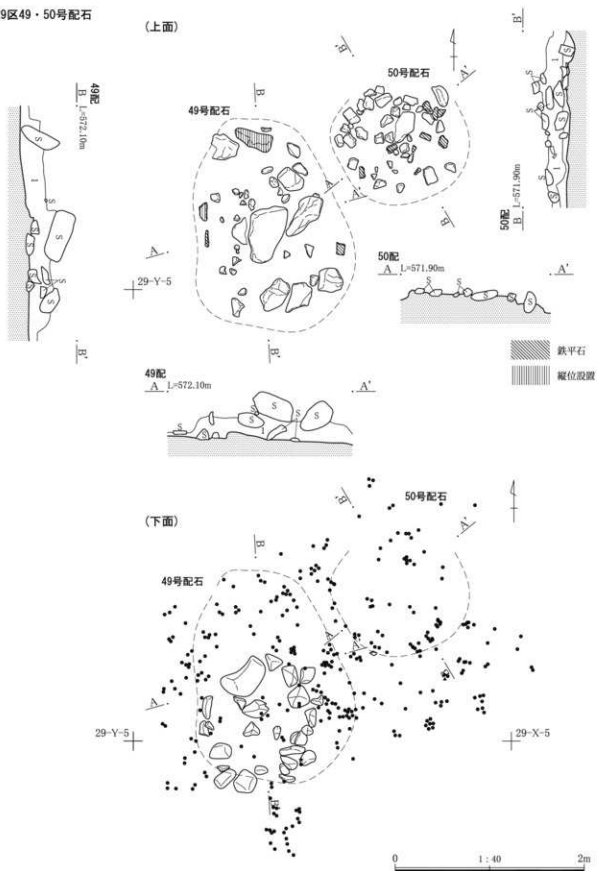 9区49・50号配石
(上面)
49号配石
50号配石
B
B'
A
A'
B
B'
A
A'
29-Y-5
49配
B L=572.10m
B'
S
1
50配
B L=571.90m
B'
S
1
50配
A L=571.90m A'
S
鉄平石
縦位設置
49配
A L=572.10m A'
S
1
(下面)
49号配石
50号配石
B
B'
A
A'
B'
A
A'
29-Y-5
29-X-5
0 1:40 2m